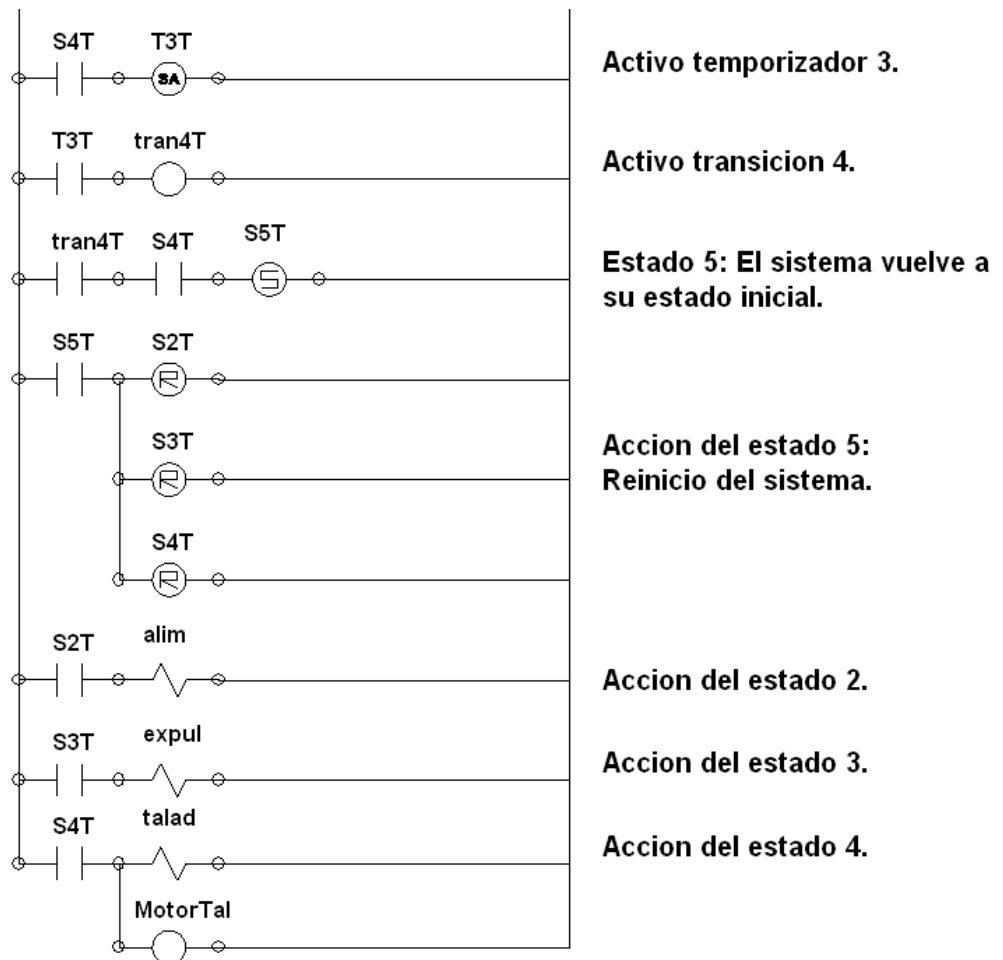 S4T T3T
SA
Activo temporizador 3.
T3T tran4T
Activo transicion 4.
tran4T S4T S5T
S
Estado 5: El sistema vuelve a
su estado inicial.
S5T S2T
R
S3T
R
Accion del estado 5:
Reinicio del sistema.
S4T
R
S2T alim
Accion del estado 2.
S3T expul
Accion del estado 3.
S4T talad
Accion del estado 4.
MotorTal